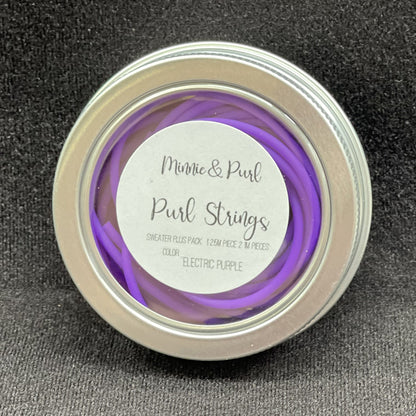 Minnie & Purl
Purl Strings
SWEATER PLUS PACK 1.25M PIECE 2 1M PIECES
COLOR ELECTRIC PURPLE